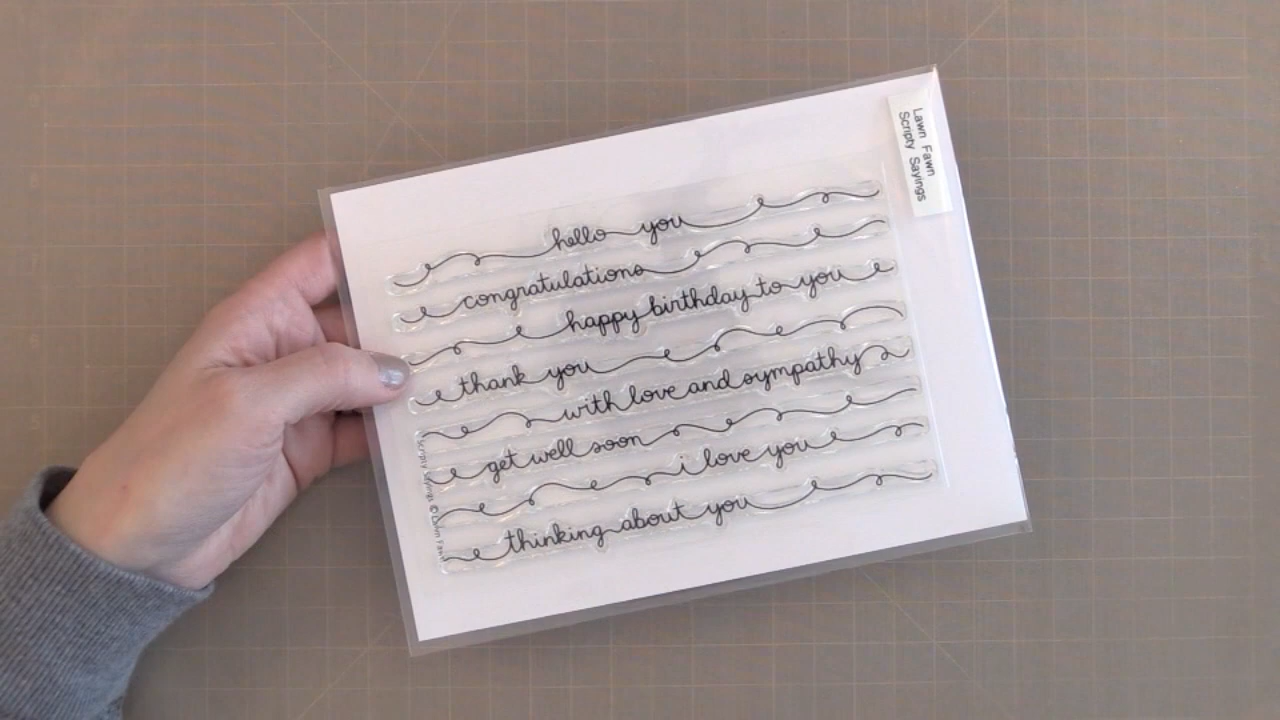 Lawn Fawn
Scripty Sayings
hello you
congratulations
happy birthday to you
thank you
with love and sympathy
get well soon
i love you
thinking about you
Scripty Sayings © Lawn Fawn